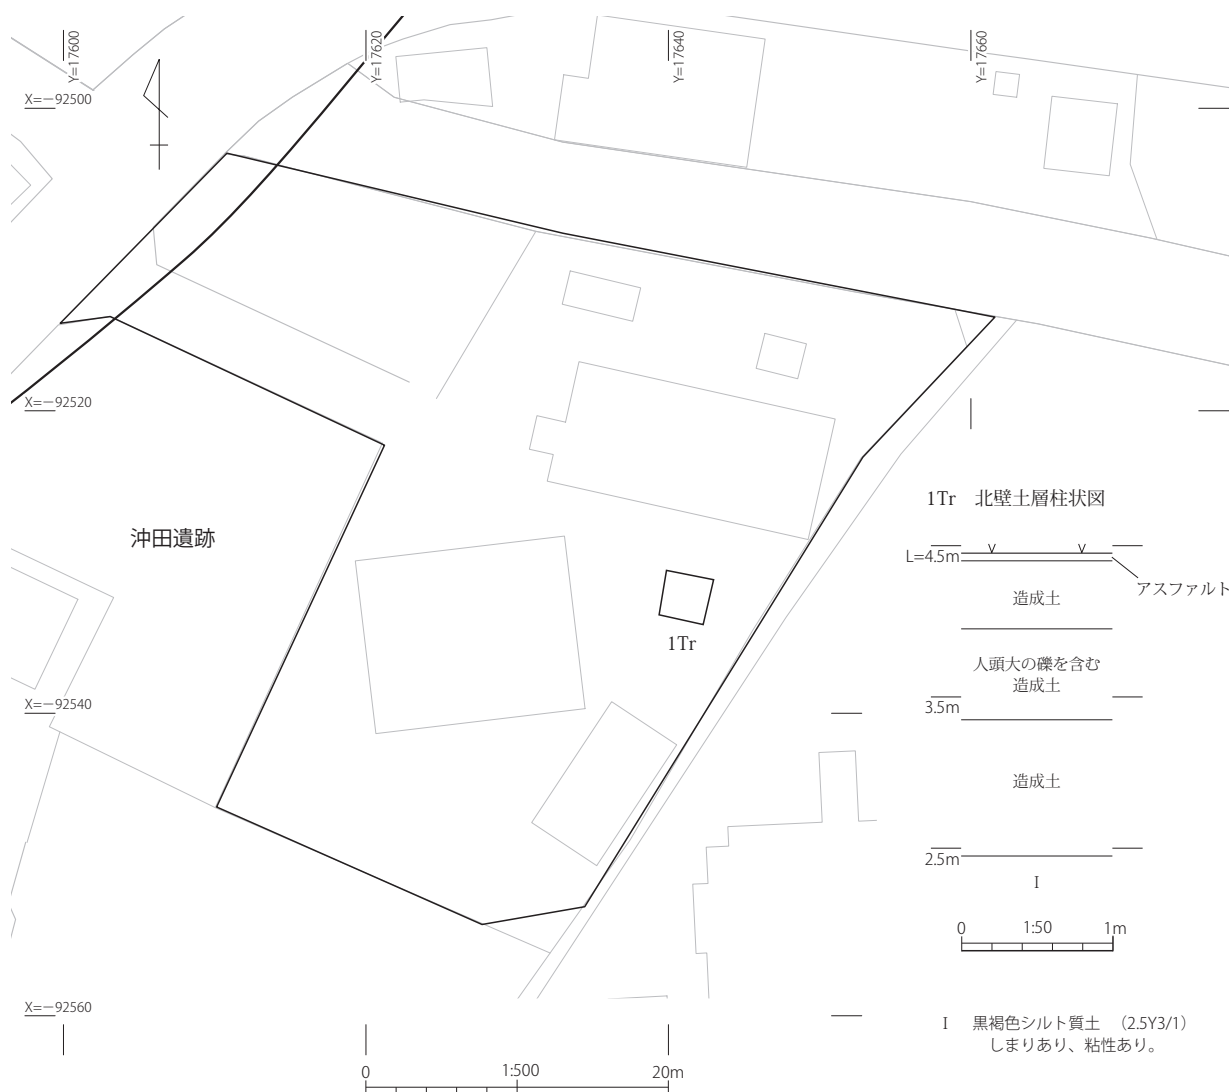 Y=17600
Y=17620
Y=17640
Y=17660
X=−92500
X=−92520
1Tr 北壁土層柱状図
沖田遺跡
L=4.5m
アスファルト
造成土
1Tr
人頭大の礫を含む
造成土
X=−92540
3.5m
造成土
2.5m
I
0 1:50 1m
X=−92560
I 黒褐色シルト質土 （2.5Y3/1）
しまりあり、粘性あり。
0 1:500 20m